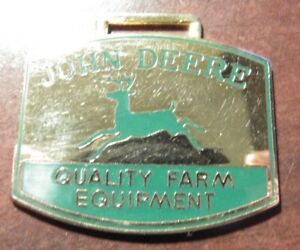 JOHN DEERE
QUALITY FARM
EQUIPMENT